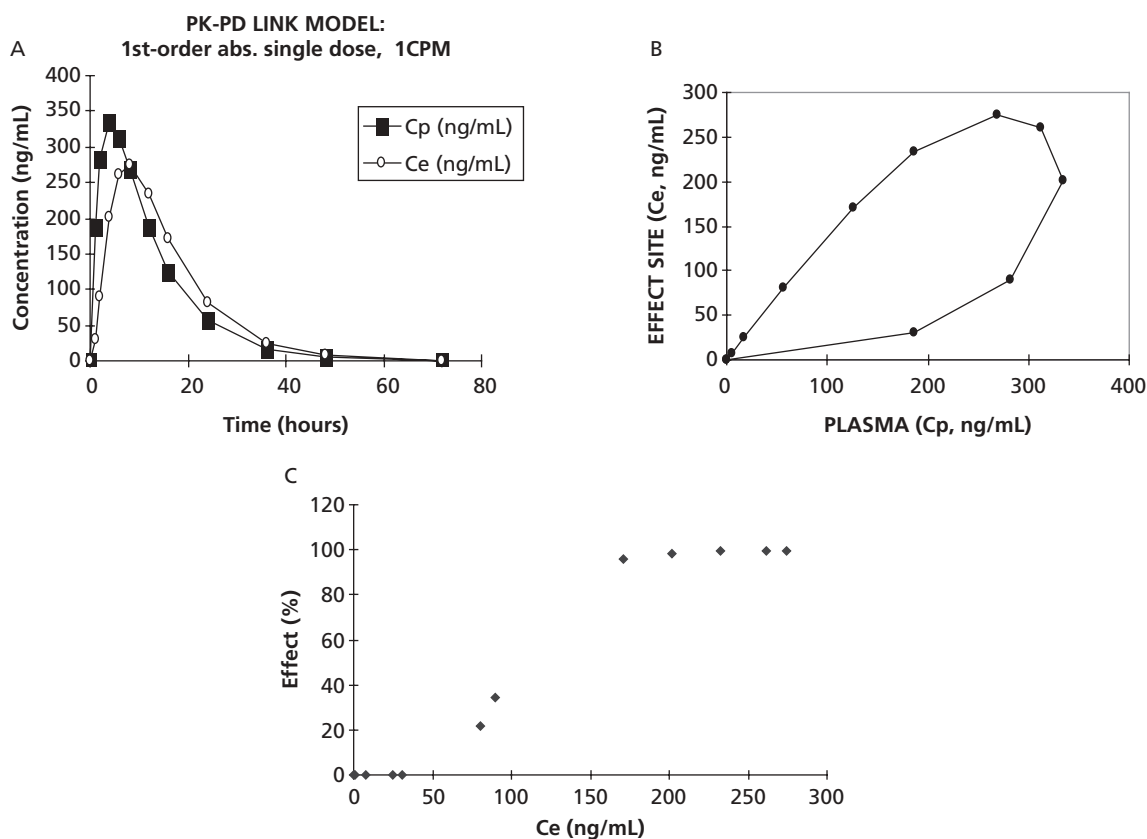 PK-PD LINK MODEL:
A
1st-order abs. single dose, 1CPM
400
350
300
250
200
150
100
50
0
Concentration (ng/mL)
Cp (ng/mL)
Ce (ng/mL)
0 20 40 60 80
Time (hours)
B
300
250
200
150
100
50
0
EFFECT SITE (Ce, ng/mL)
0 100 200 300 400
PLASMA (Cp, ng/mL)
C
120
100
80
60
40
20
0
Effect (%)
0 50 100 150 200 250 300
Ce (ng/mL)